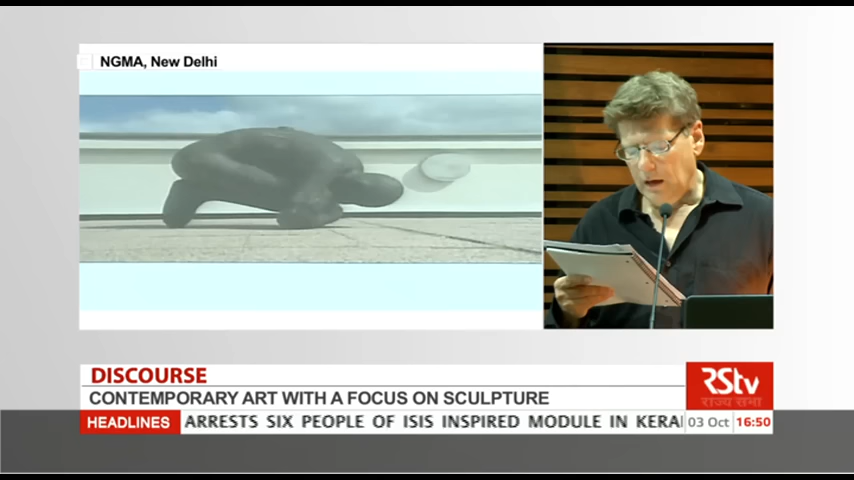 NGMA, New Delhi
DISCOURSE
CONTEMPORARY ART WITH A FOCUS ON SCULPTURE
RStv
राज्य सभा
HEADLINES ARRESTS SIX PEOPLE OF ISIS INSPIRED MODULE IN KERA 03 Oct 16:50